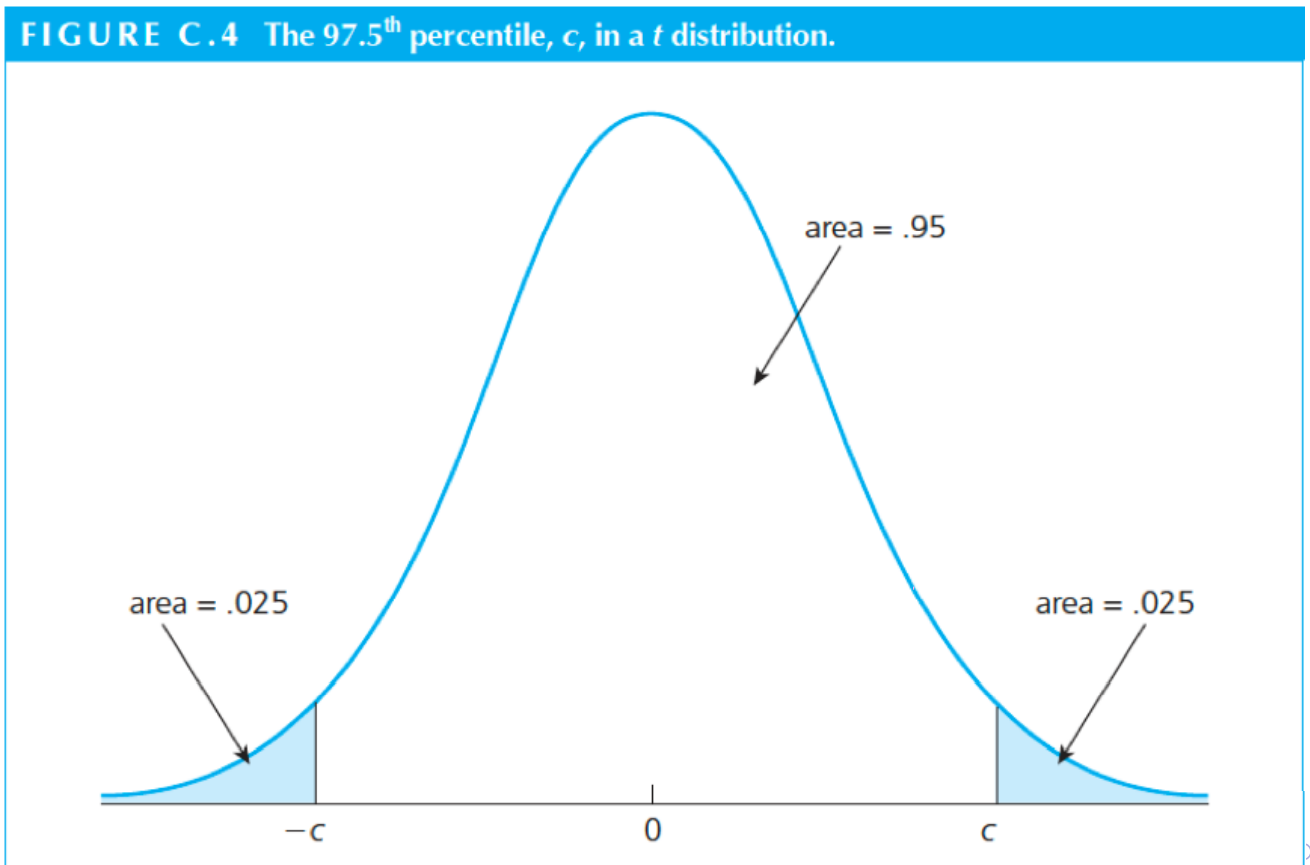 FIGURE C.4 The 97.5th percentile, c, in a t distribution.
area = .95
area = .025
area = .025
−c
0
c